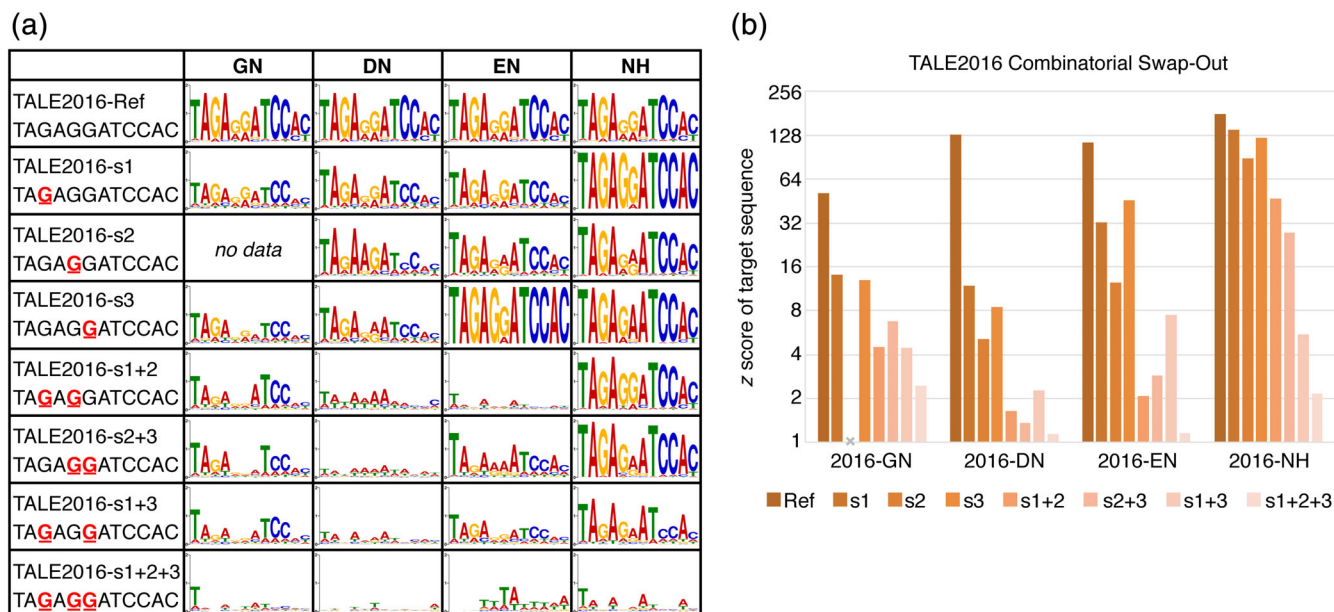 (a)
GN DN EN NH
TALE2016-Ref
TAGAGGATCCAC
TALE2016-s1
TAGAGGATCCAC
TALE2016-s2
TAGAGGATCCAC
no data
TALE2016-s3
TAGAGGATCCAC
TALE2016-s1+2
TAGAGGATCCAC
TALE2016-s2+3
TAGAGGATCCAC
TALE2016-s1+3
TAGAGGATCCAC
TALE2016-s1+2+3
TAGAGGATCCAC
(b)
TALE2016 Combinatorial Swap-Out
z score of target sequence
256
128
64
32
16
8
4
2
1
2016-GN 2016-DN 2016-EN 2016-NH
Ref s1 s2 s3 s1+2 s2+3 s1+3 s1+2+3